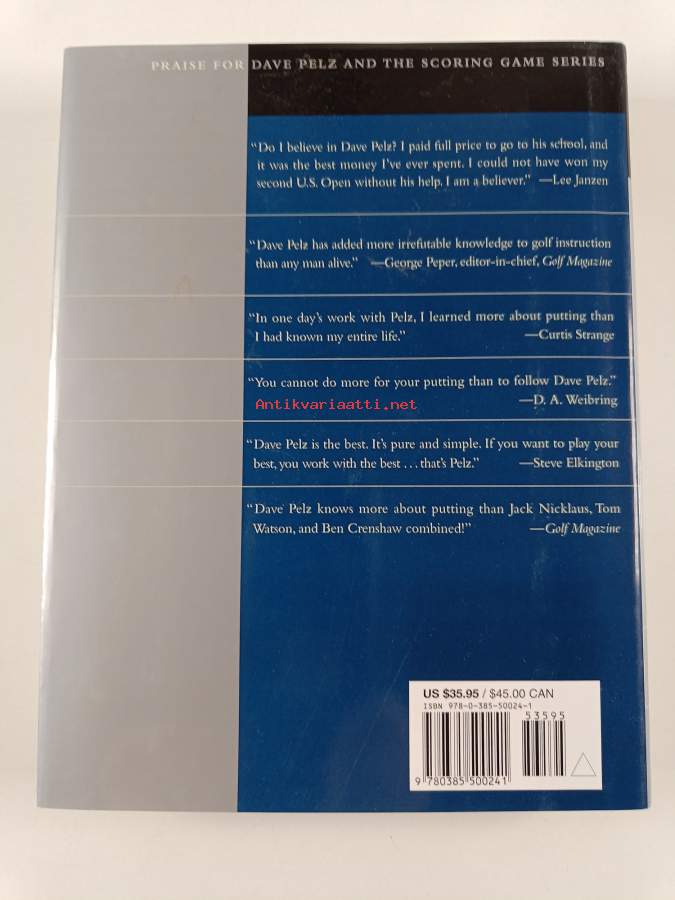 PRAISE FOR DAVE PELZ AND THE SCORING GAME SERIES
“Do I believe in Dave Pelz? I paid full price to go to his school, and
it was the best money I’ve ever spent. I could not have won my
second U.S. Open without his help. I am a believer.” —Lee Janzen
“Dave Pelz has added more irrefutable knowledge to golf instruction
than any man alive.” —George Peper, editor-in-chief, Golf Magazine
“In one day’s work with Pelz, I learned more about putting than
I had known my entire life.” —Curtis Strange
“You cannot do more for your putting than to follow Dave Pelz.”
Antikvariaatti.net
—D. A. Weibring
“Dave Pelz is the best. It’s pure and simple. If you want to play your
best, you work with the best . . . that’s Pelz.” —Steve Elkington
“Dave Pelz knows more about putting than Jack Nicklaus, Tom
Watson, and Ben Crenshaw combined!” —Golf Magazine
US $35.95 / $45.00 CAN
ISBN 978-0-385-50024-1
53595
9 780385 500241